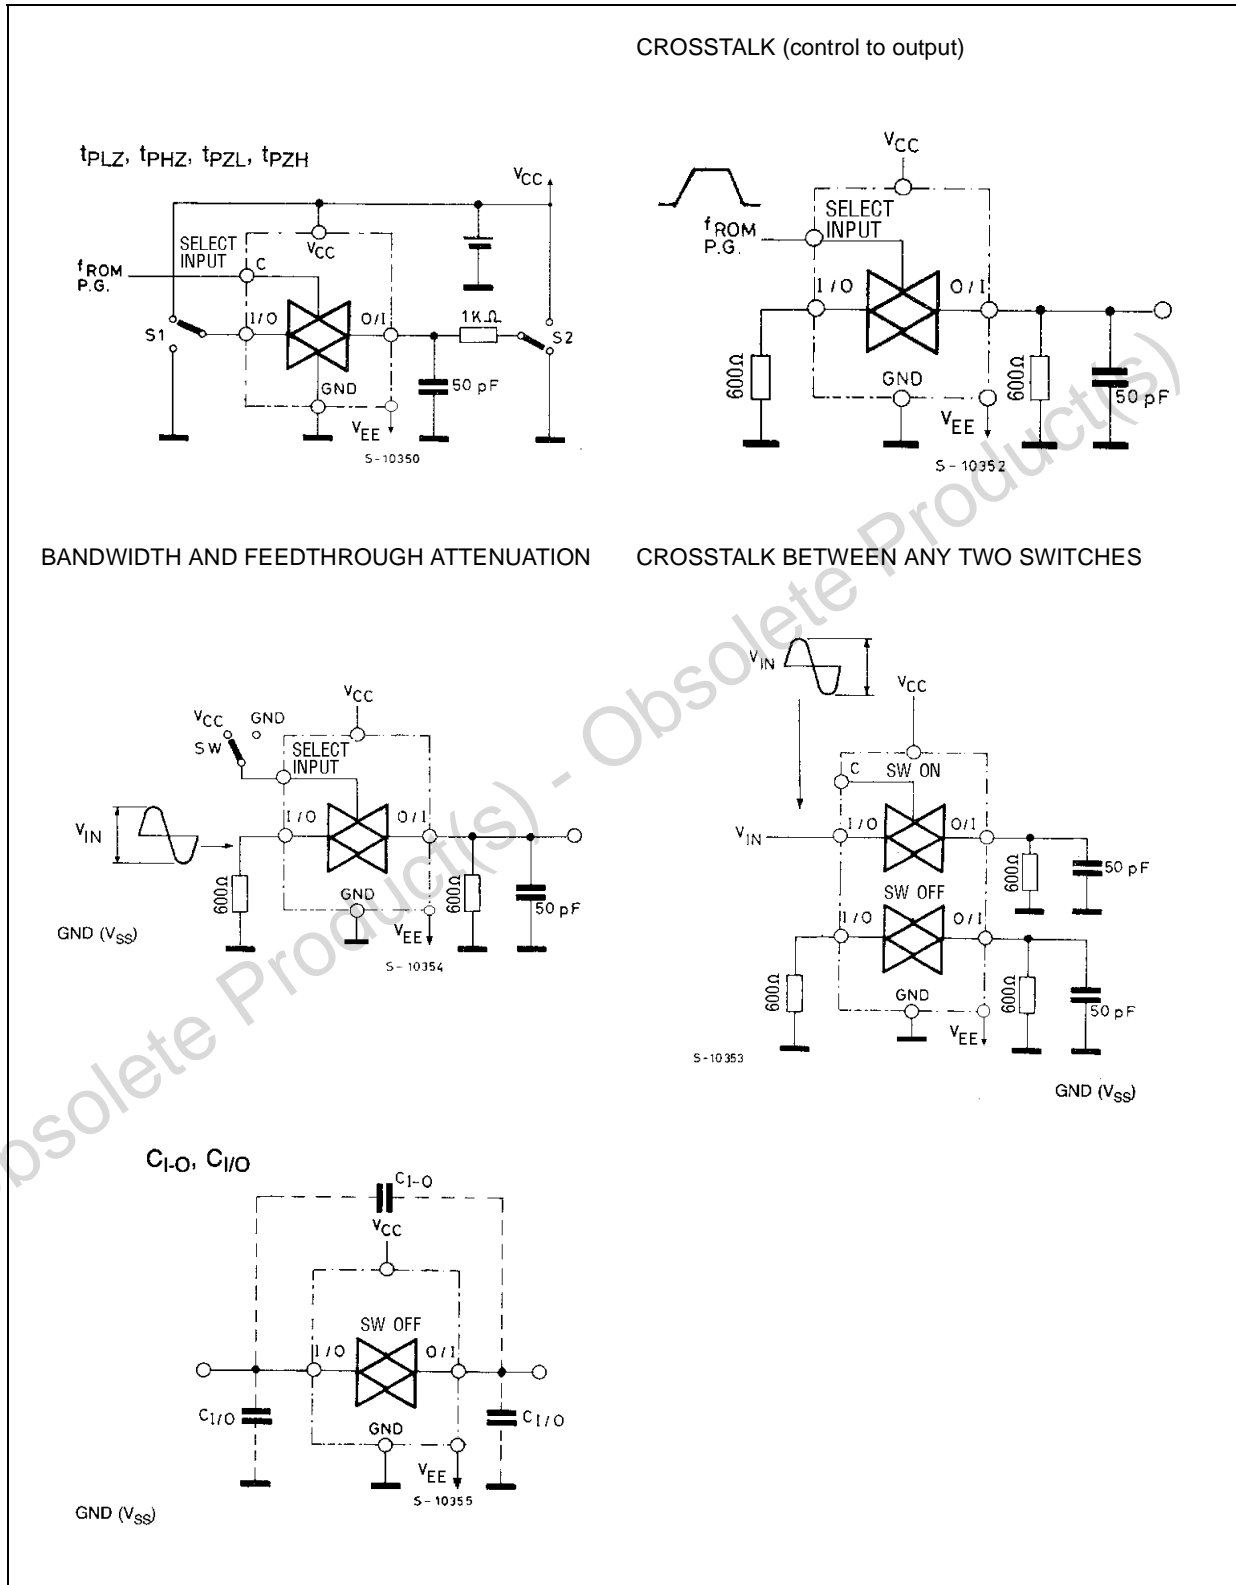 CROSSTALK (control to output)
tPLZ, tPHZ, tPZL, tPZH
VCC
SELECT
INPUT
VCC
fROM
P.G.
C
I/O
O/I
1KΩ
S1
S2
GND
50 pF
VEE
S-10350
VCC
SELECT
INPUT
fROM
P.G.
I/O
O/I
600Ω
GND
600Ω
50 pF
VEE
S-10352
BANDWIDTH AND FEEDTHROUGH ATTENUATION
CROSSTALK BETWEEN ANY TWO SWITCHES
VCC
VCC
GND
SW
SELECT
INPUT
VIN
I/O
O/I
600Ω
GND
600Ω
50 pF
VEE
GND (VSS)
S-10354
VIN
VCC
C
SW ON
VIN
I/O
O/I
600Ω
50 pF
SW OFF
I/O
O/I
600Ω
GND
600Ω
50 pF
VEE
S-10353
GND (VSS)
CI-O, CI/O
CI-O
VCC
SW OFF
I/O
O/I
CI/O
GND
CI/O
VEE
S-10355
GND (VSS)
Obsolete Product(s) - Obsolete Product(s)